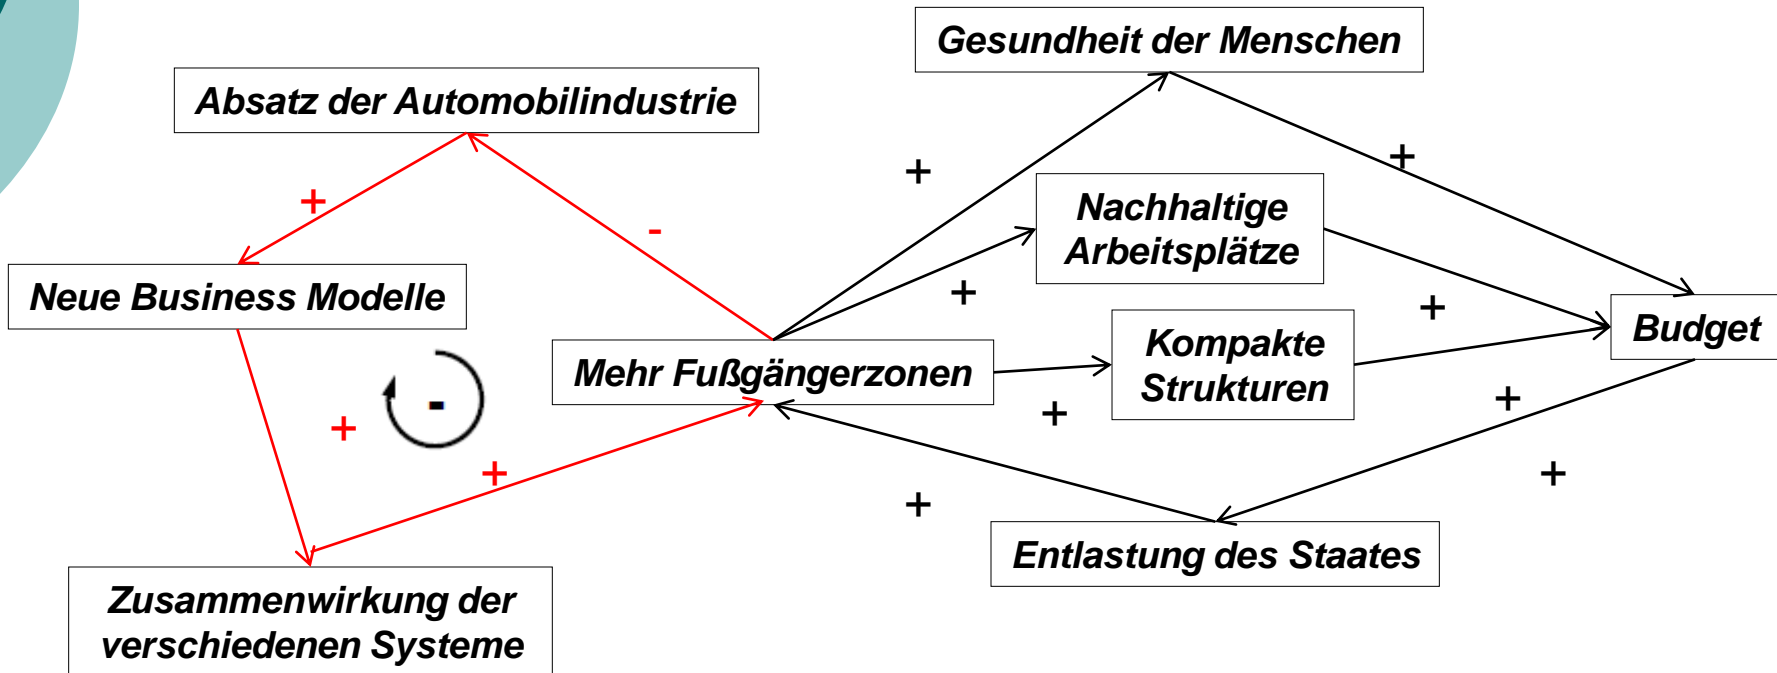 Gesundheit der Menschen
Absatz der Automobilindustrie
+
+
Nachhaltige
Arbeitsplätze
+
-
Neue Business Modelle
+
+
Budget
Kompakte
Strukturen
Mehr Fußgängerzonen
-
+
+
+
+
+
+
Entlastung des Staates
Zusammenwirkung der
verschiedenen Systeme